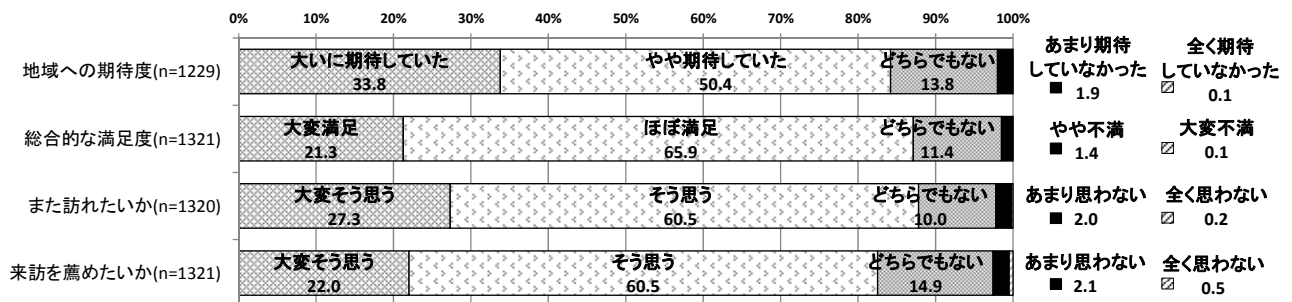 0% 10% 20% 30% 40% 50% 60% 70% 80% 90% 100%
地域への期待度(n=1229)
大いに期待していた やや期待していた どちらでもない
33.8 50.4 13.8
あまり期待 全く期待
していなかった していなかった
1.9 0.1
総合的な満足度(n=1321)
大変満足 ほぼ満足 どちらでもない やや不満 大変不満
21.3 65.9 11.4 1.4 0.1
また訪れたいか(n=1320)
大変そう思う そう思う どちらでもない あまり思わない 全く思わない
27.3 60.5 10.0 2.0 0.2
来訪を薦めたいか(n=1321)
大変そう思う そう思う どちらでもない あまり思わない 全く思わない
22.0 60.5 14.9 2.1 0.5